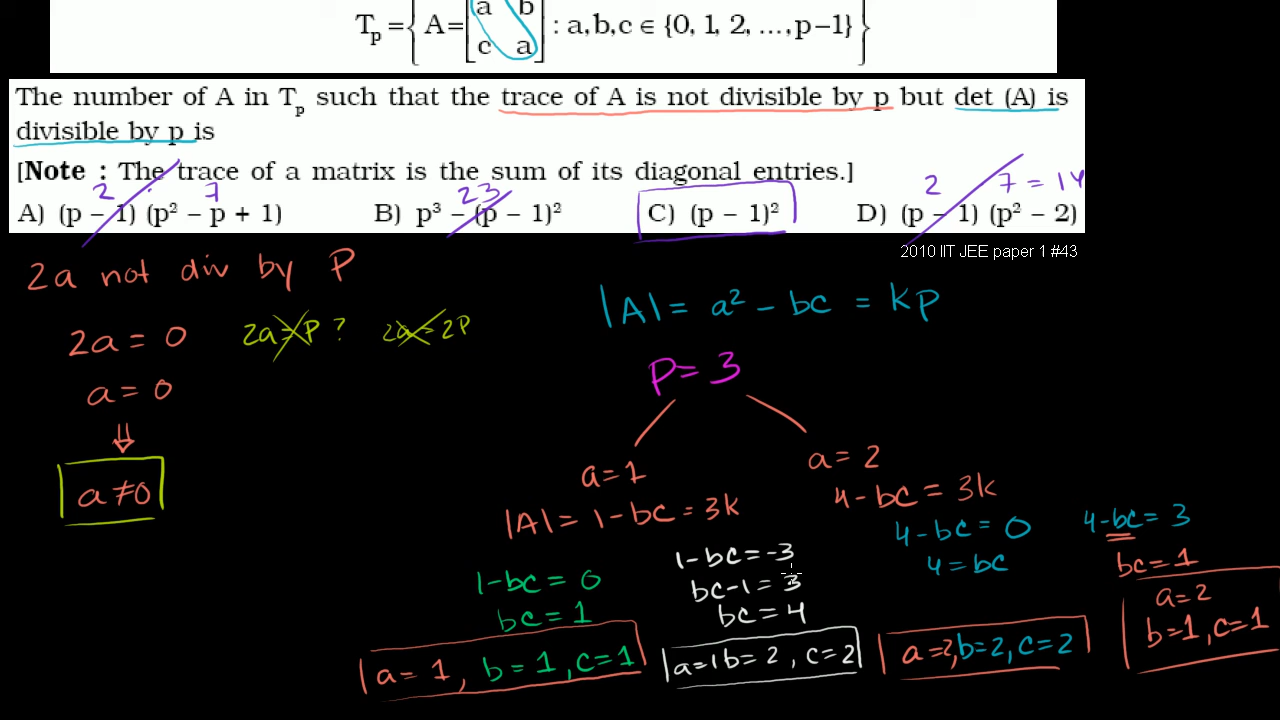 T_p = { A = [a b c a] : a, b, c ∈ {0, 1, 2, ..., p−1} }
The number of A in T_p such that the trace of A is not divisible by p but det (A) is
divisible by p is
[Note : The trace of a matrix is the sum of its diagonal entries.]
2 7 23 2 7 = 14
A) (p − 1) (p² − p + 1) B) p³ − (p − 1)² C) (p − 1)² D) (p − 1) (p² − 2)
2010 IIT JEE paper 1 #43
2a not div by P
|A| = a² − bc = kp
2a = 0 2a = P ? 2a = 2P
a = 0
P = 3
a ≠ 0
a = 1
|A| = 1 − bc = 3k
a = 2
4 − bc = 3k
1 − bc = 0
bc = 1
a = 1, b = 1, c = 1
1 − bc = −3
bc − 1 = 3
bc = 4
a = 1 b = 2, c = 2
4 − bc = 0
4 = bc
a = 2, b = 2, c = 2
4 − bc = 3
bc = 1
a = 2
b = 1, c = 1